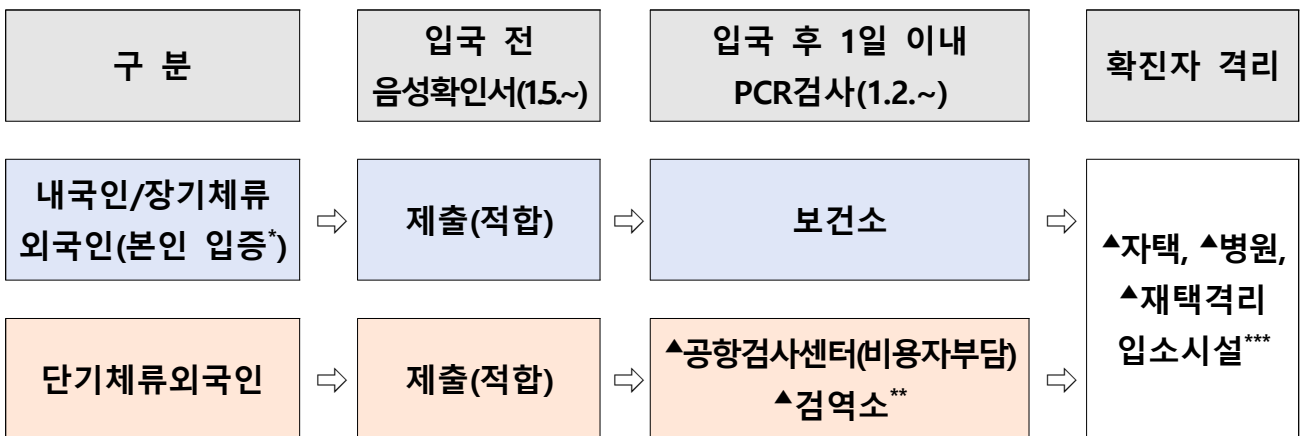 구 분
입국 전
음성확인서(1.5.~)
입국 후 1일 이내
PCR검사(1.2.~)
확진자 격리
내국인/장기체류
외국인(본인 입증*)
⇨
제출(적합)
⇨
보건소
⇨
▲자택, ▲병원,
▲재택격리
입소시설***
단기체류외국인
⇨
제출(적합)
⇨
▲공항검사센터(비용자부담)
▲검역소**
⇨